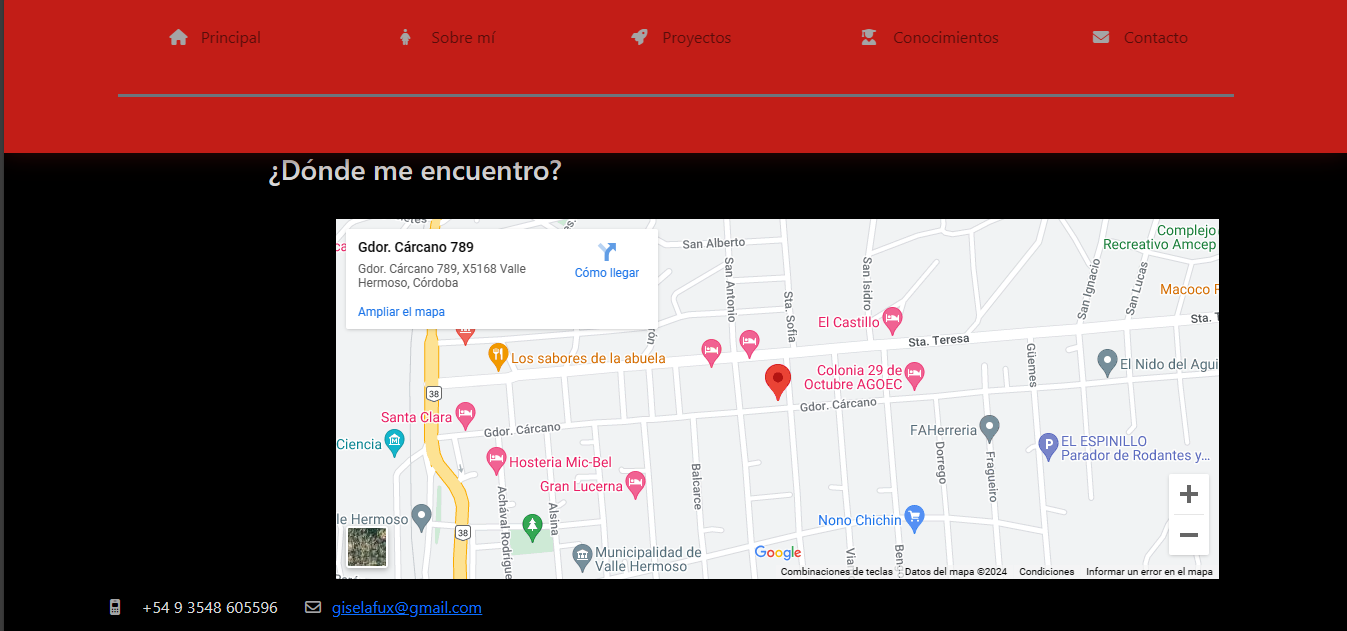 Principal
Sobre mí
Proyectos
Conocimientos
Contacto
¿Dónde me encuentro?
Gdor. Cárcano 789
Gdor. Cárcano 789, X5168 Valle
Hermoso, Córdoba
Cómo llegar
Ampliar el mapa
San Alberto
Complejo
Recreativo Amcep
San Antonio
Sta. Sofia
San Isidro
San Ignacio
San Lucas
Macoco
El Castillo
Sta. Teresa
Sta.
Los sabores de la abuela
Colonia 29 de
Octubre AGOEC
Güemes
El Nido del Agui
38
Santa Clara
Gdor. Cárcano
Gdor. Cárcano
Ciencia
FAHerreria
EL ESPINILLO
Parador de Rodantes y...
Hosteria Mic-Bel
Gran Lucerna
Balcarce
Dorrego
Fragueiro
Achával Rodríguez
Alsina
le Hermoso
38
Nono Chichin
Municipalidad de
Valle Hermoso
Google
Combinaciones de teclas
Datos del mapa ©2024
Condiciones
Informar un error en el mapa
+54 9 3548 605596
giselafux@gmail.com